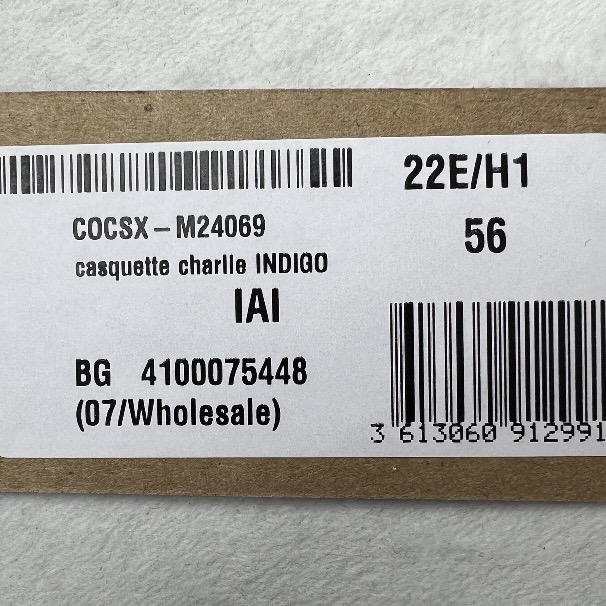 22E/H1
COCSX-M24069
56
casquette charlie INDIGO
IAI
BG 4100075448
(07/Wholesale)
3 613060 912991